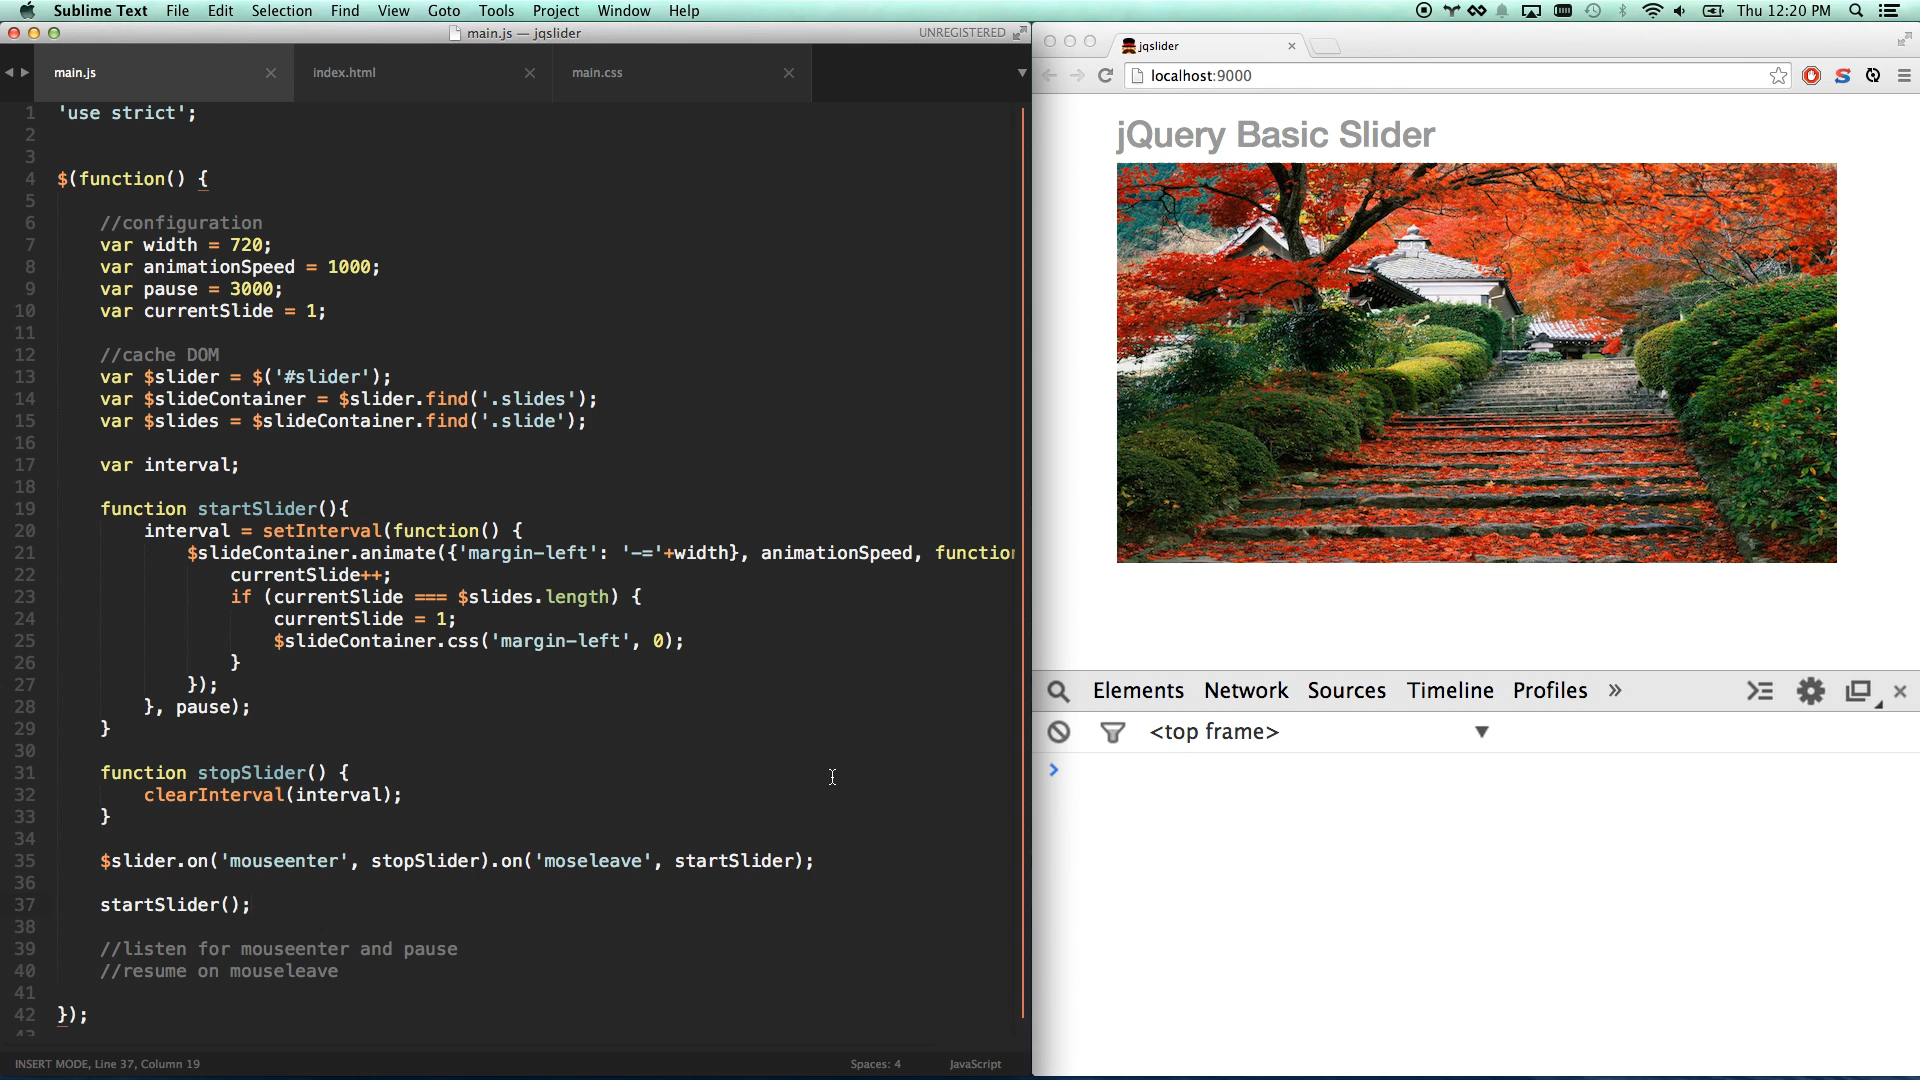 Sublime Text File Edit Selection Find View Goto Tools Project Window Help Thu 12:20 PM
main.js — jqslider UNREGISTERED
main.js index.html main.css
1 'use strict';
2
3
4 $(function() {
5
6 //configuration
7 var width = 720;
8 var animationSpeed = 1000;
9 var pause = 3000;
10 var currentSlide = 1;
11
12 //cache DOM
13 var $slider = $('#slider');
14 var $slideContainer = $slider.find('.slides');
15 var $slides = $slideContainer.find('.slide');
16
17 var interval;
18
19 function startSlider(){
20 interval = setInterval(function() {
21 $slideContainer.animate({'margin-left': '-='+width}, animationSpeed, function
22 currentSlide++;
23 if (currentSlide === $slides.length) {
24 currentSlide = 1;
25 $slideContainer.css('margin-left', 0);
26 }
27 });
28 }, pause);
29 }
30
31 function stopSlider() {
32 clearInterval(interval);
33 }
34
35 $slider.on('mouseenter', stopSlider).on('moseleave', startSlider);
36
37 startSlider();
38
39 //listen for mouseenter and pause
40 //resume on mouseleave
41
42 });
43
INSERT MODE, Line 37, Column 19 Spaces: 4 JavaScript
jqslider
localhost:9000
jQuery Basic Slider
Elements Network Sources Timeline Profiles »
<top frame>